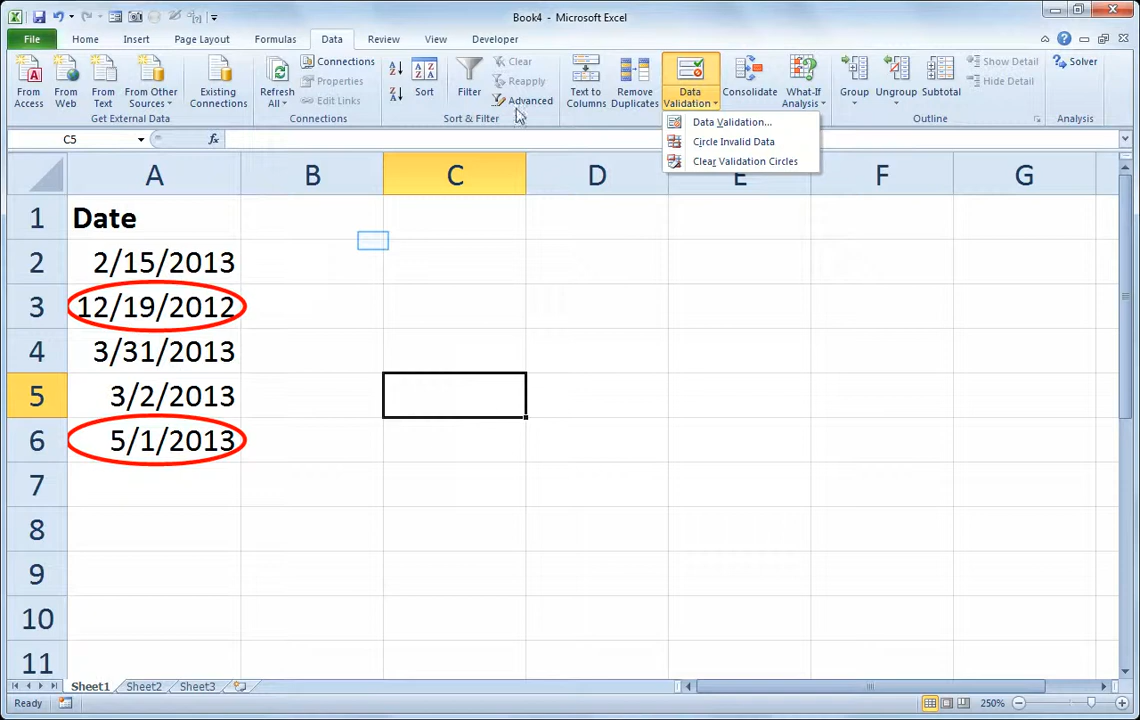 Book4 - Microsoft Excel
File Home Insert Page Layout Formulas Data Review View Developer
From Access
From Web
From Text
From Other Sources
Existing Connections
Get External Data
Refresh All
Connections
Properties
Edit Links
Connections
Sort
Filter
Clear
Reapply
Advanced
Sort & Filter
Text to Columns
Remove Duplicates
Data Validation
Consolidate
What-If Analysis
Data Validation...
Circle Invalid Data
Clear Validation Circles
Group
Ungroup
Subtotal
Show Detail
Hide Detail
Outline
Solver
Analysis
C5 fx
A B C D E F G
1 Date
2 2/15/2013
3 12/19/2012
4 3/31/2013
5 3/2/2013
6 5/1/2013
7
8
9
10
11
Sheet1 Sheet2 Sheet3
Ready 250%